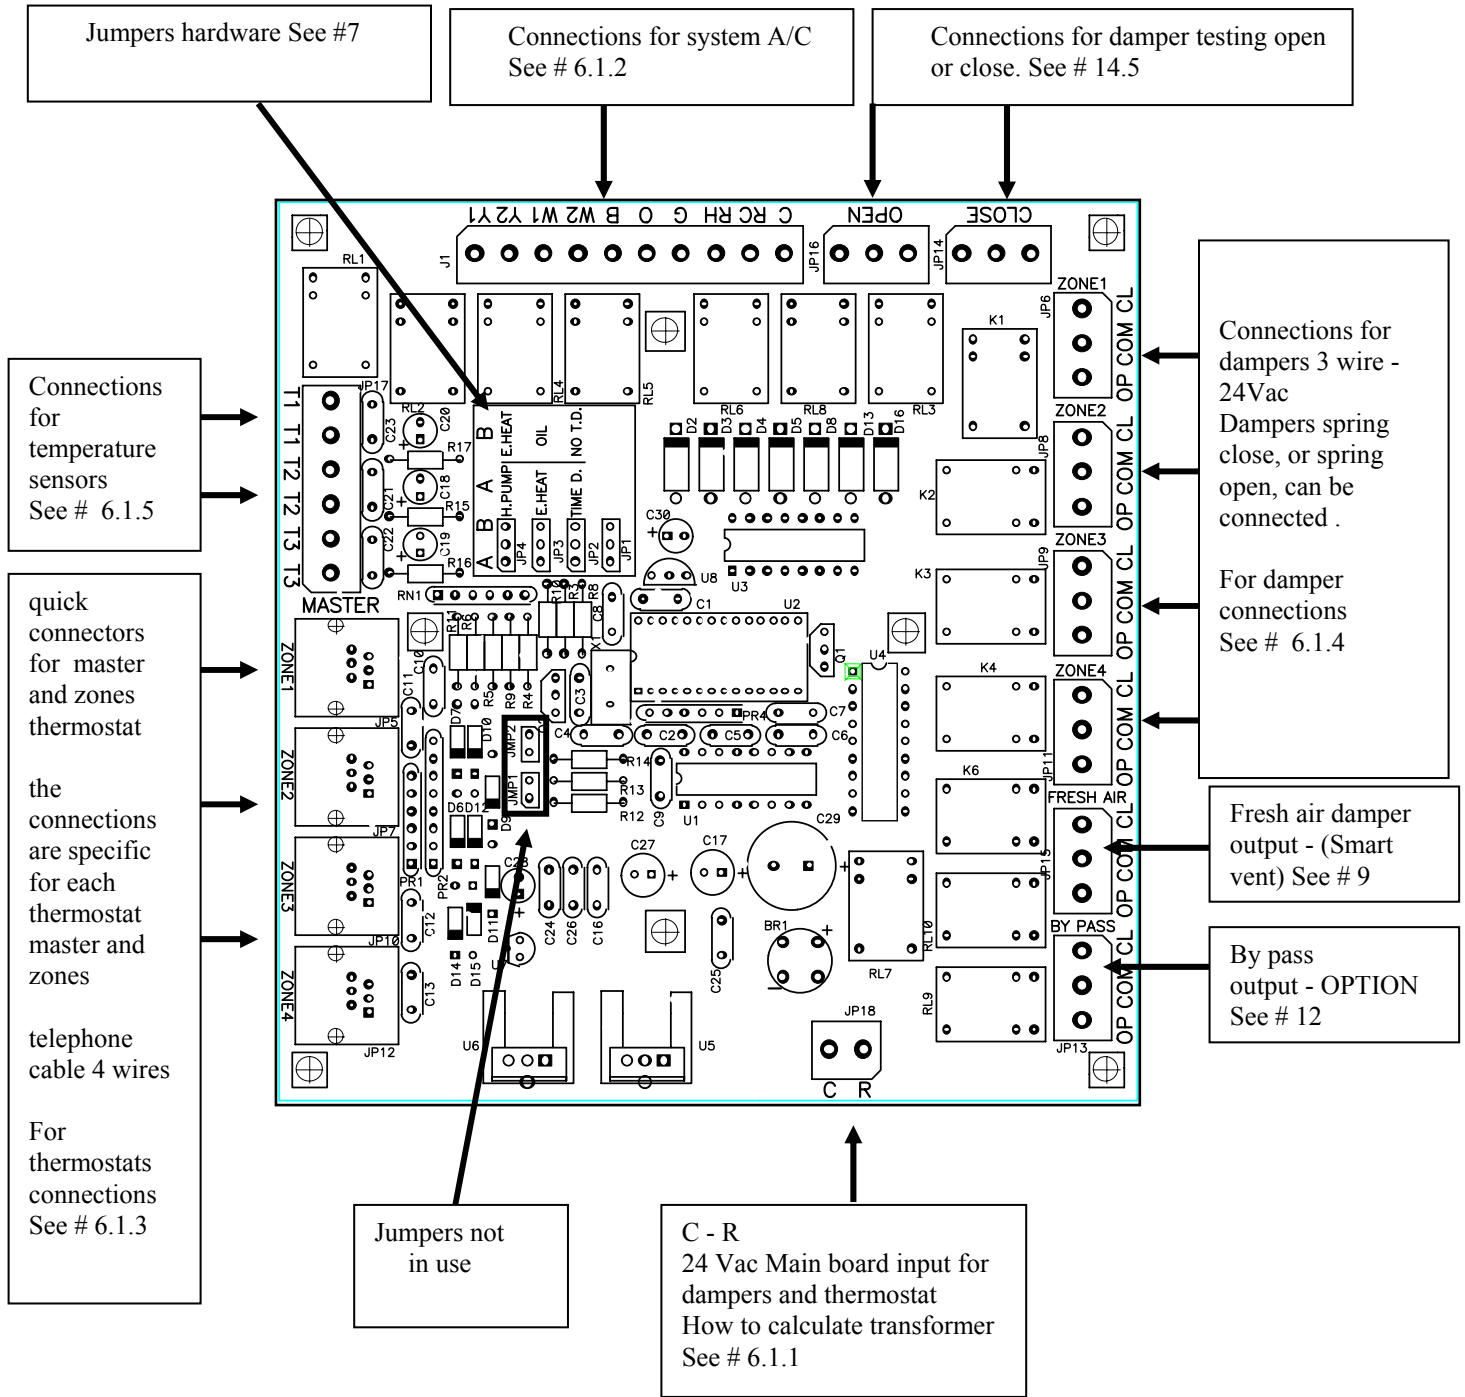 Jumpers hardware See #7
Connections for system A/C
See # 6.1.2
Connections for damper testing open
or close. See # 14.5
Y1 Y2 W1 W2 B O G RH RC C
OPEN
CLOSE
J1
JP16
JP14
RL1
ZONE1
JP6
OP COM CL
K1
Connections
for
temperature
sensors
See # 6.1.5
T1
T1
T2
T2
T3
T3
JP17
C23
RL2
C20
R17
C21
C18
R15
C22
C19
R16
RL4
RL5
RL6
RL8
RL3
A B A B
H.PUMP E.HEAT
E.HEAT OIL
TIME D. NO T.D.
JP4
JP3
JP2
JP1
D2
D3
D4
D5
D8
D13
D16
ZONE2
JP8
OP COM CL
K2
Connections for
dampers 3 wire -
24Vac
Dampers spring
close, or spring
open, can be
connected .
For damper
connections
See # 6.1.4
C30
U8
U3
ZONE3
JP9
OP COM CL
K3
MASTER
RN1
R11
R6
R10
R3
R8
C8
X1
C1
U2
Q1
U4
quick
connectors
for master
and zones
thermostat
the
connections
are specific
for each
thermostat
master and
zones
telephone
cable 4 wires
For
thermostats
connections
See # 6.1.3
ZONE1
JP5
C10
C11
D7
D10
R5
R9
R4
C3
C4
C2
C5
PR4
C7
C6
K4
ZONE4
JP11
OP COM CL
ZONE2
JP7
JMP2
JMP1
R14
R13
R12
C9
U1
K6
D6
D12
D9
ZONE3
JP10
PR1
PR2
C12
C28
C27
C17
C29
FRESH AIR
JP15
OP COM CL
Fresh air damper
output - (Smart
vent) See # 9
D11
D14
D15
C24
C26
C16
C25
BR1
RL7
RL10
BY PASS
OP COM CL
JP13
By pass
output - OPTION
See # 12
ZONE4
JP12
C13
U6
U5
JP18
C R
RL9
Jumpers not
in use
C - R
24 Vac Main board input for
dampers and thermostat
How to calculate transformer
See # 6.1.1